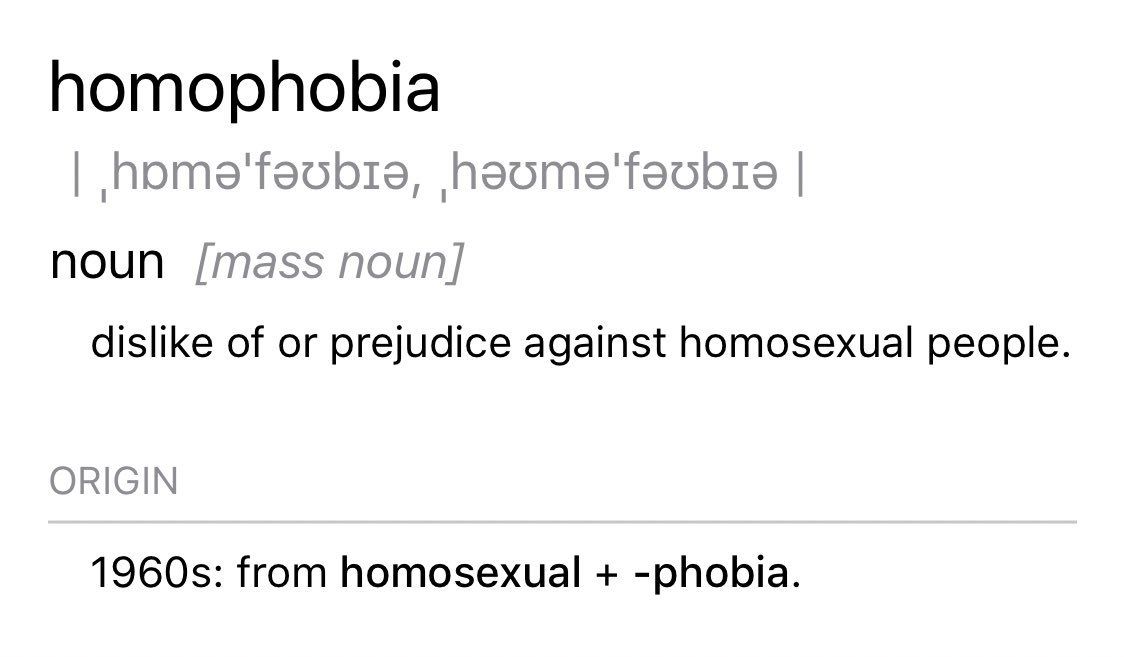 homophobia
| ˌhɒməˈfəʊbɪə, ˌhəʊməˈfəʊbɪə |
noun [mass noun]
dislike of or prejudice against homosexual people.
ORIGIN
1960s: from homosexual + -phobia.